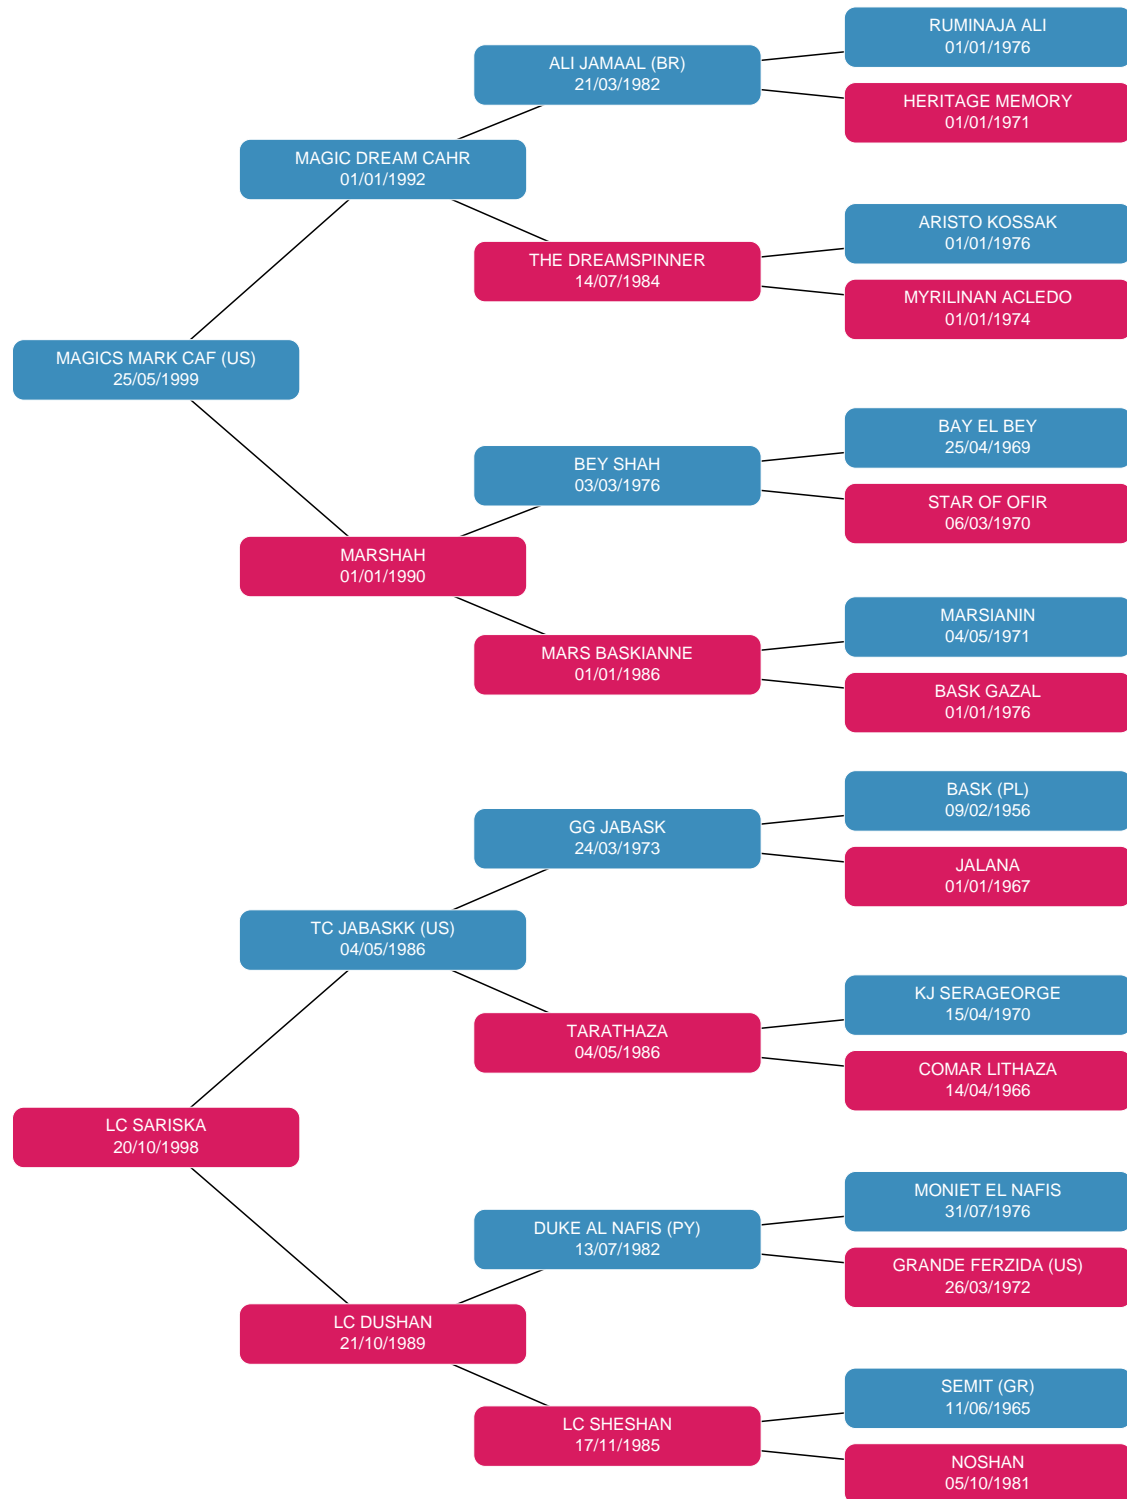 RUMINAJA ALI
01/01/1976
ALI JAMAAL (BR)
21/03/1982
HERITAGE MEMORY
01/01/1971
MAGIC DREAM CAHR
01/01/1992
ARISTO KOSSAK
01/01/1976
THE DREAMSPINNER
14/07/1984
MYRILINAN ACLEDO
01/01/1974
MAGICS MARK CAF (US)
25/05/1999
BAY EL BEY
25/04/1969
BEY SHAH
03/03/1976
STAR OF OFIR
06/03/1970
MARSHAH
01/01/1990
MARSIANIN
04/05/1971
MARS BASKIANNE
01/01/1986
BASK GAZAL
01/01/1976
BASK (PL)
09/02/1956
GG JABASK
24/03/1973
JALANA
01/01/1967
TC JABASKK (US)
04/05/1986
KJ SERAGEORGE
15/04/1970
TARATHAZA
04/05/1986
COMAR LITHAZA
14/04/1966
LC SARISKA
20/10/1998
MONIET EL NAFIS
31/07/1976
DUKE AL NAFIS (PY)
13/07/1982
GRANDE FERZIDA (US)
26/03/1972
LC DUSHAN
21/10/1989
SEMIT (GR)
11/06/1965
LC SHESHAN
17/11/1985
NOSHAN
05/10/1981